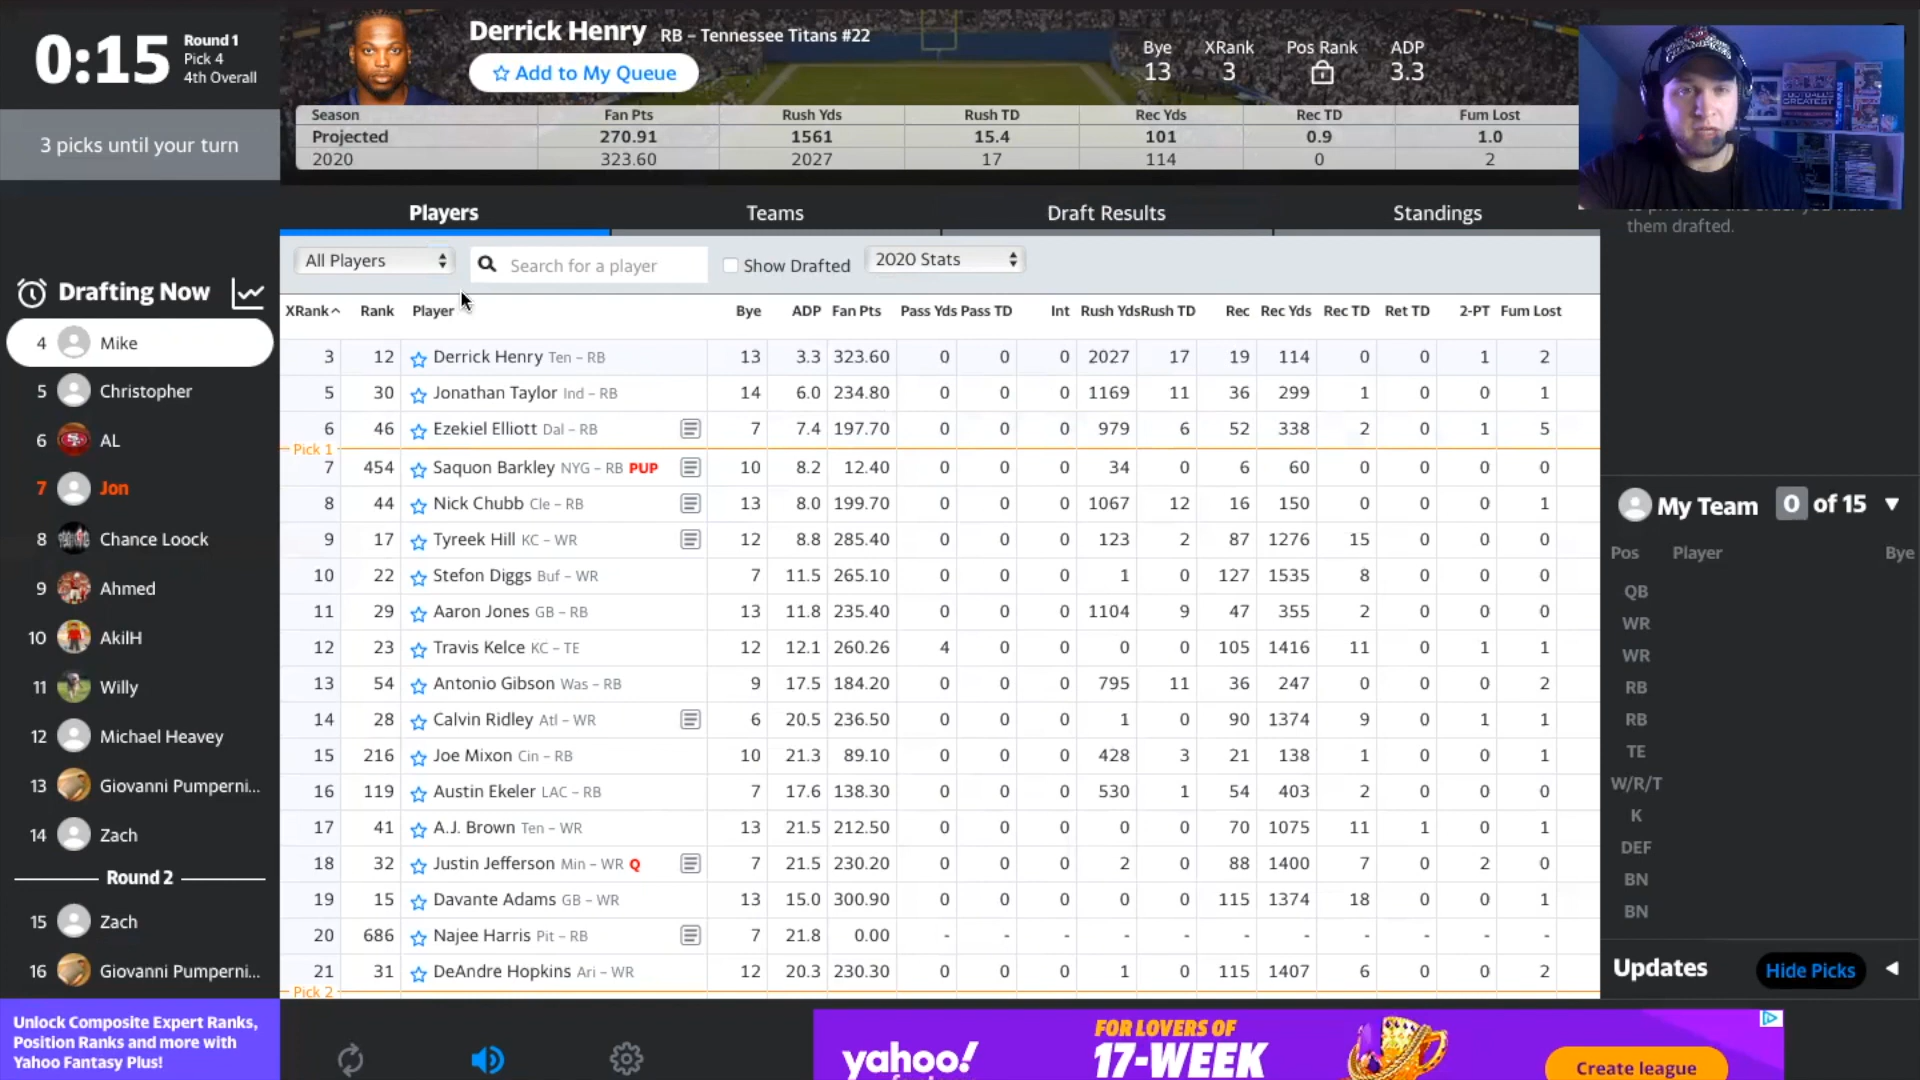 0:15
Round 1
Pick 4
4th Overall
3 picks until your turn
Derrick Henry RB – Tennessee Titans #22
Add to My Queue
Bye XRank Pos Rank ADP
13 3 3.3
Season Fan Pts Rush Yds Rush TD Rec Yds Rec TD Fum Lost
Projected 270.91 1561 15.4 101 0.9 1.0
2020 323.60 2027 17 114 0 2
them drafted.
Players Teams Draft Results Standings
All Players Search for a player Show Drafted 2020 Stats
Drafting Now
4 Mike
5 Christopher
6 AL
7 Jon
8 Chance Loock
9 Ahmed
10 AkilH
11 Willy
12 Michael Heavey
13 Giovanni Pumperni...
14 Zach
Round 2
15 Zach
16 Giovanni Pumperni...
XRank^ Rank Player Bye ADP Fan Pts Pass Yds Pass TD Int Rush Yds Rush TD Rec Rec Yds Rec TD Ret TD 2-PT Fum Lost
3 12 Derrick Henry Ten – RB 13 3.3 323.60 0 0 0 2027 17 19 114 0 0 1 2
5 30 Jonathan Taylor Ind – RB 14 6.0 234.80 0 0 0 1169 11 36 299 1 0 0 1
6 46 Ezekiel Elliott Dal – RB 7 7.4 197.70 0 0 0 979 6 52 338 2 0 1 5
Pick 1
7 454 Saquon Barkley NYG – RB PUP 10 8.2 12.40 0 0 0 34 0 6 60 0 0 0 0
8 44 Nick Chubb Cle – RB 13 8.0 199.70 0 0 0 1067 12 16 150 0 0 0 1
9 17 Tyreek Hill KC – WR 12 8.8 285.40 0 0 0 123 2 87 1276 15 0 0 0
10 22 Stefon Diggs Buf – WR 7 11.5 265.10 0 0 0 1 0 127 1535 8 0 0 0
11 29 Aaron Jones GB – RB 13 11.8 235.40 0 0 0 1104 9 47 355 2 0 0 0
12 23 Travis Kelce KC – TE 12 12.1 260.26 4 0 0 0 0 105 1416 11 0 1 1
13 54 Antonio Gibson Was – RB 9 17.5 184.20 0 0 0 795 11 36 247 0 0 0 2
14 28 Calvin Ridley Atl – WR 6 20.5 236.50 0 0 0 1 0 90 1374 9 0 1 1
15 216 Joe Mixon Cin – RB 10 21.3 89.10 0 0 0 428 3 21 138 1 0 0 1
16 119 Austin Ekeler LAC – RB 7 17.6 138.30 0 0 0 530 1 54 403 2 0 0 0
17 41 A.J. Brown Ten – WR 13 21.5 212.50 0 0 0 0 0 70 1075 11 1 0 1
18 32 Justin Jefferson Min – WR Q 7 21.5 230.20 0 0 0 2 0 88 1400 7 0 2 0
19 15 Davante Adams GB – WR 13 15.0 300.90 0 0 0 0 0 115 1374 18 0 0 1
20 686 Najee Harris Pit – RB 7 21.8 0.00 - - - - - - - - - - -
21 31 DeAndre Hopkins Ari – WR 12 20.3 230.30 0 0 0 1 0 115 1407 6 0 0 2
Pick 2
My Team 0 of 15
Pos Player Bye
QB
WR
WR
RB
RB
TE
W/R/T
K
DEF
BN
BN
Updates Hide Picks
Unlock Composite Expert Ranks,
Position Ranks and more with
Yahoo Fantasy Plus!
yahoo!
FOR LOVERS OF
17-WEEK
Create league